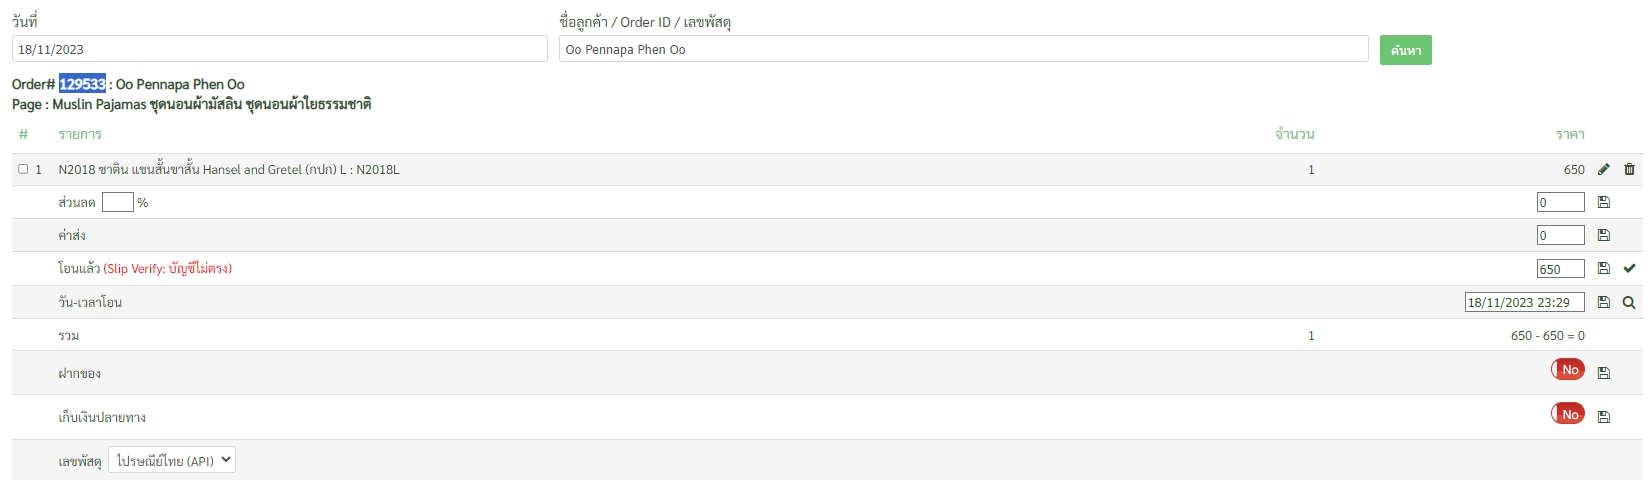 วันที่ ชื่อลูกค้า / Order ID / เลขพัสดุ
18/11/2023 Oo Pennapa Phen Oo ค้นหา
Order# 129533 : Oo Pennapa Phen Oo
Page : Muslin Pajamas ชุดนอนผ้ามัสลิน ชุดนอนผ้าใยธรรมชาติ
# รายการ จำนวน ราคา
1 N2018 ซาติน แขนสั้นขาสั้น Hansel and Gretel (กปก) L : N2018L 1 650
ส่วนลด % 0
ค่าส่ง 0
โอนแล้ว (Slip Verify: บัญชีไม่ตรง) 650
วัน-เวลาโอน 18/11/2023 23:29
รวม 1 650 - 650 = 0
ฝากของ No
เก็บเงินปลายทาง No
เลขพัสดุ ไปรษณีย์ไทย (API)